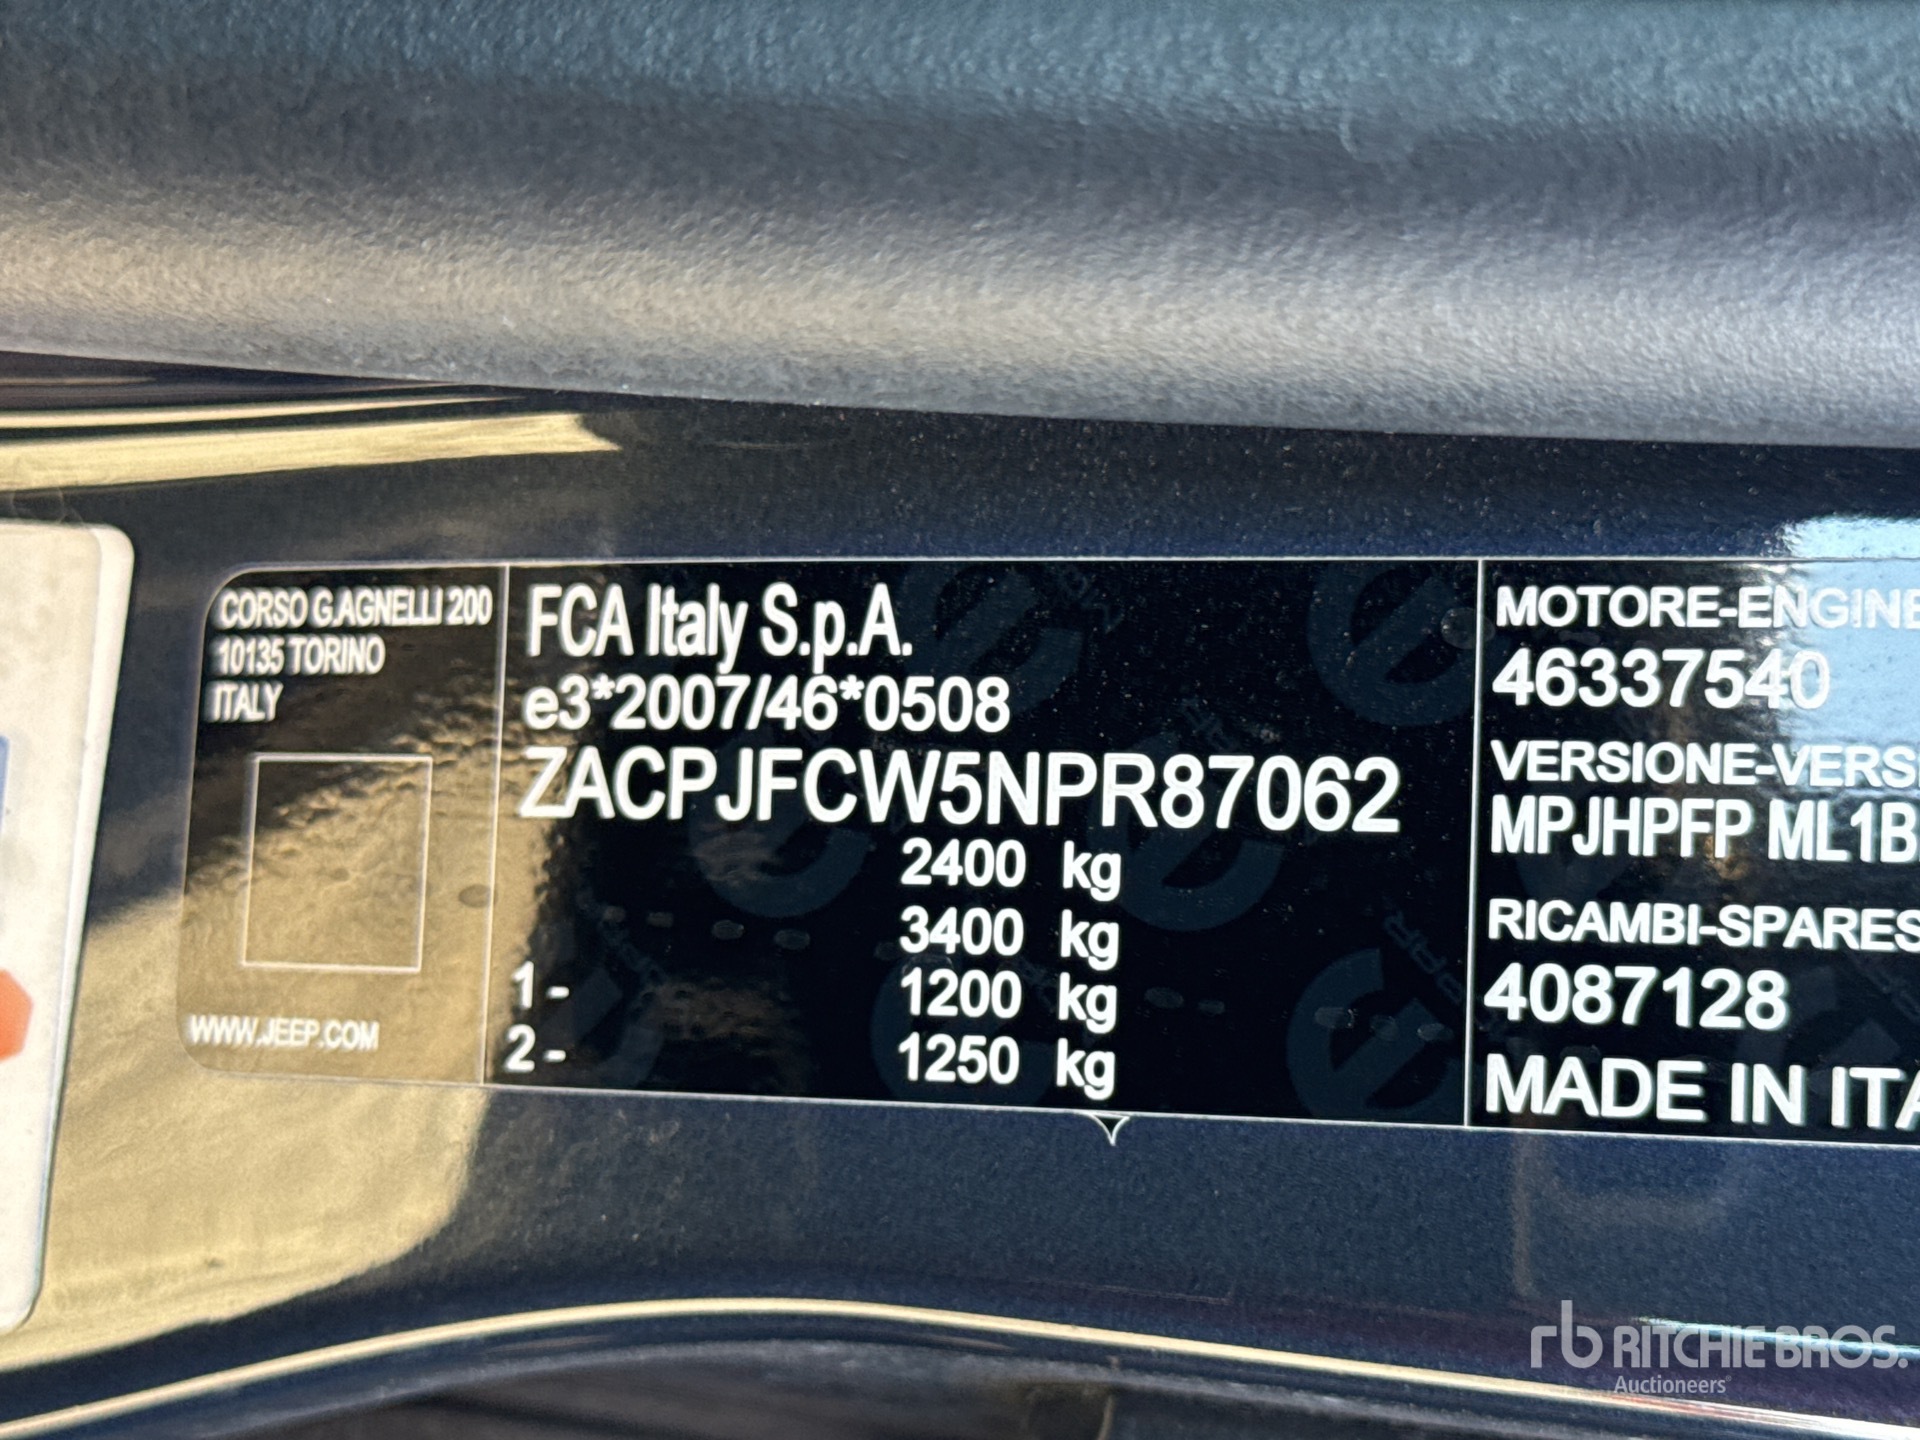 CORSO G.AGNELLI 200
10135 TORINO
ITALY
WWW.JEEP.COM
FCA Italy S.p.A.
e3*2007/46*0508
ZACPJFCW5NPR87062
2400 kg
3400 kg
1 - 1200 kg
2 - 1250 kg
MOTORE-ENGINE
46337540
VERSIONE-VERS
MPJHPFP ML1B
RICAMBI-SPARES
4087128
MADE IN ITA
rb RITCHIE BROS.
Auctioneers